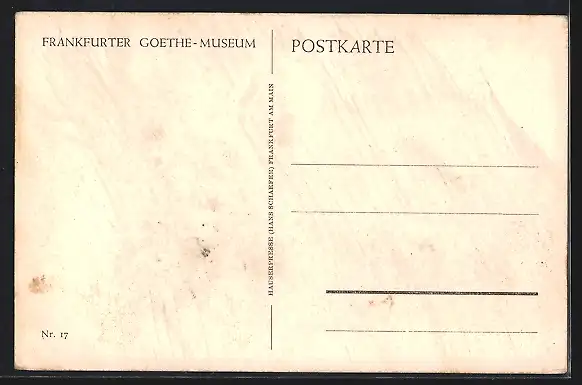 FRANKFURTER GOETHE-MUSEUM
POSTKARTE
HAUSERPRESSE (HANS SCHAEFER) FRANKFURT AM MAIN
Nr. 17